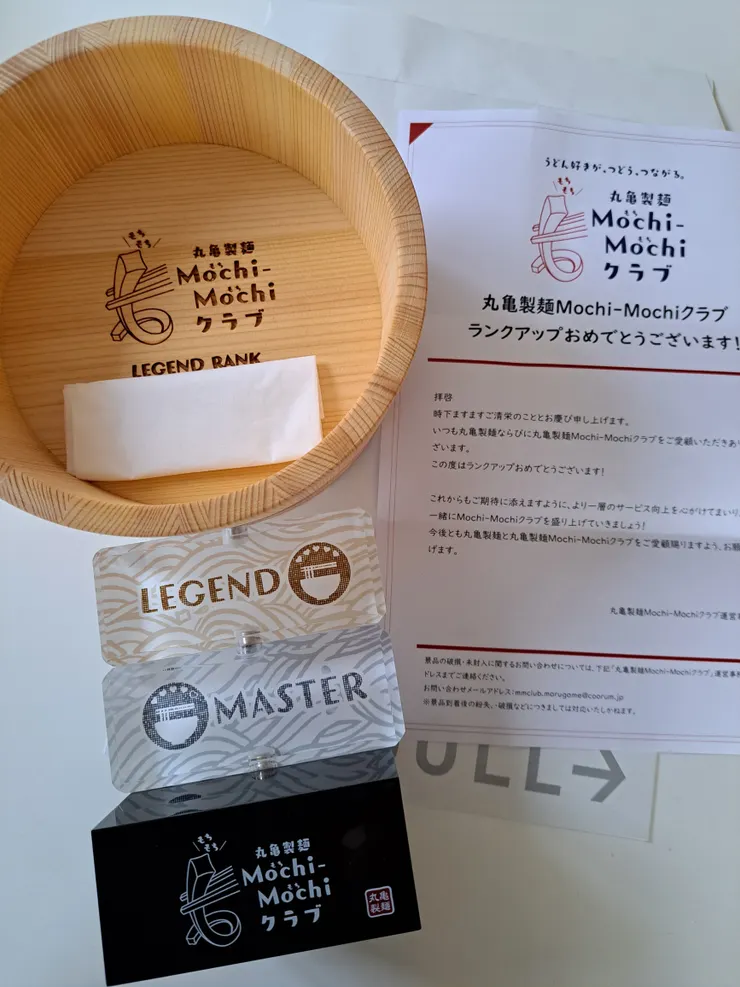 もちもち
丸亀製麺
Mochi-
もち
Mochi
もち
クラブ
LEGEND RANK
LEGEND
MASTER
もちもち
丸亀製麺
Mochi-
もち
Mochi
もち
クラブ
丸亀
製麺
うどん好きが、つどう、つながる。
もちもち
丸亀製麺
Mochi-
もち
Mochi
もち
クラブ
丸亀製麺Mochi-Mochiクラブ
ランクアップおめでとうございます!
拝啓
時下ますますご清栄のこととお慶び申し上げます。
いつも丸亀製麺ならびに丸亀製麺Mochi-Mochiクラブをご愛顧いただきあり
ざいます。
この度はランクアップおめでとうございます!
これからもご期待に添えますように、より一層のサービス向上を心がけてまいり
一緒にMochi-Mochiクラブを盛り上げていきましょう!
今後とも丸亀製麺と丸亀製麺Mochi-Mochiクラブをご愛顧賜りますよう、お願
げます。
丸亀製麺Mochi-Mochiクラブ運営
景品の破損・未封入に関するお問い合わせについては、下記「丸亀製麺Mochi-Mochiクラブ」運営事
ドレスまでご連絡ください。
お問い合わせメールアドレス:mmclub.marugame@coorum.jp
※景品到着後の紛失、・破損などにつきましては対応いたしかねます。
ULL→